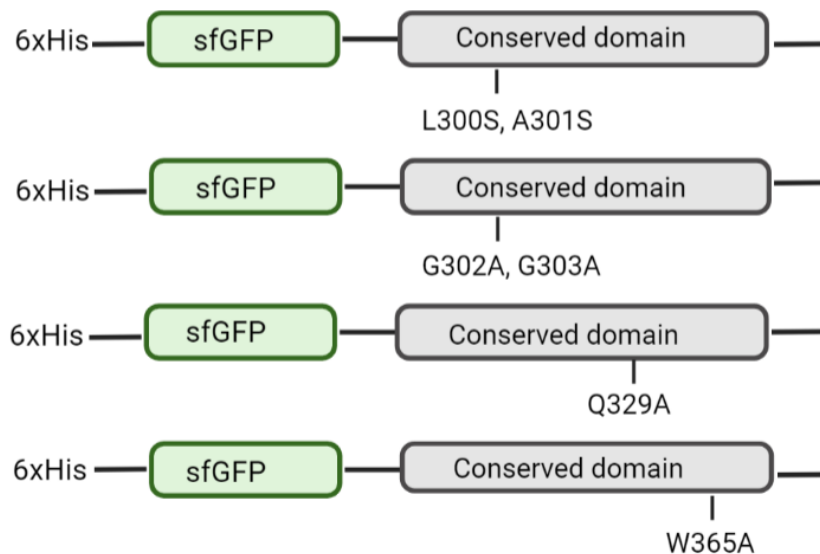 6xHis sfGFP Conserved domain
L300S, A301S
6xHis sfGFP Conserved domain
G302A, G303A
6xHis sfGFP Conserved domain
Q329A
6xHis sfGFP Conserved domain
W365A